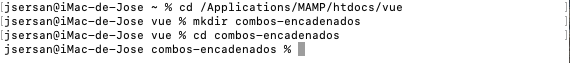 [jsersan@iMac-de-Jose ~ % cd /Applications/MAMP/htdocs/vue ]
[jsersan@iMac-de-Jose vue % mkdir combos-encadenados ]
[jsersan@iMac-de-Jose vue % cd combos-encadenados ]
jsersan@iMac-de-Jose combos-encadenados %